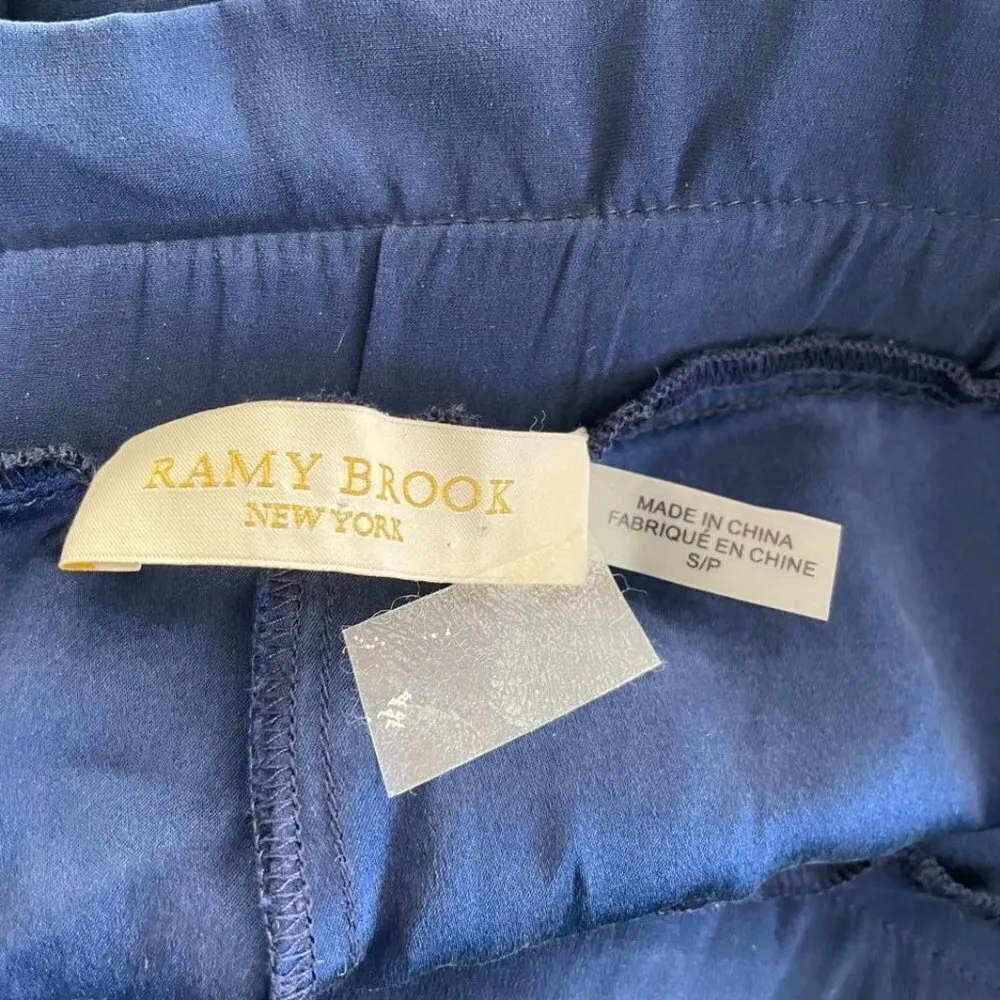 RAMY BROOK
NEW YORK
MADE IN CHINA
FABRIQUÉ EN CHINE
S/P